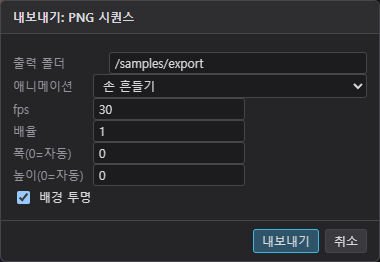 내보내기: PNG 시퀀스
출력 폴더 /samples/export
애니메이션 손 흔들기
fps 30
배율 1
폭(0=자동) 0
높이(0=자동) 0
배경 투명
내보내기 취소